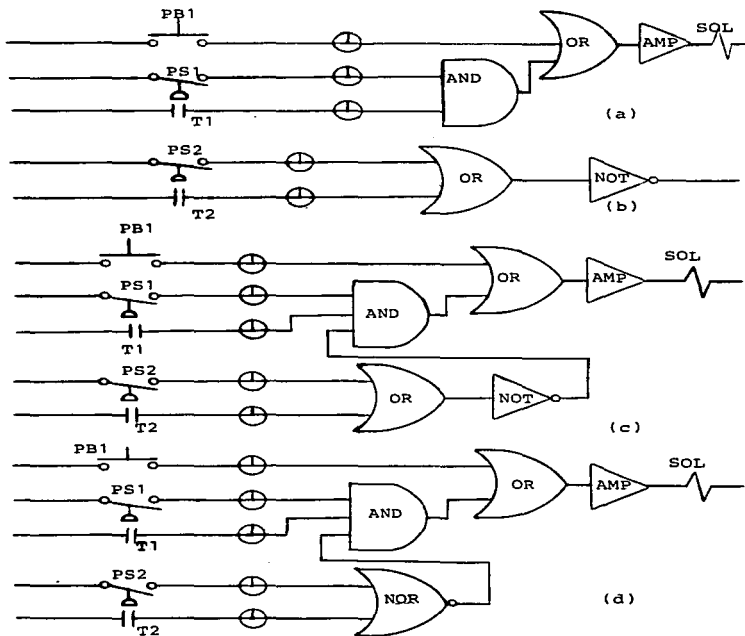 PB1
SOL
OR
AMP
PS1
AND
T1
(a)
PS2
OR
NOT
T2
(b)
PB1
SOL
OR
AMP
PS1
AND
T1
PS2
OR
NOT
T2
(c)
PB1
SOL
OR
AMP
PS1
AND
T1
PS2
NOR
T2
(d)